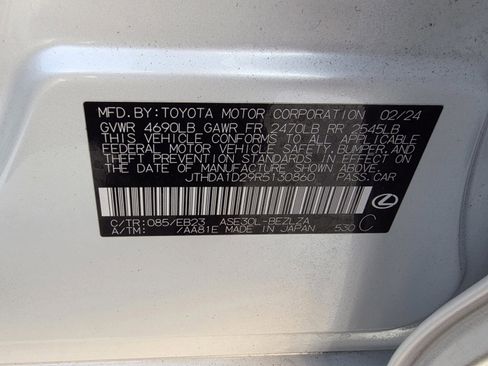 MFD. BY: TOYOTA MOTOR CORPORATION 02/24
GVWR 4690LB GAWR FR 2470LB RR 2545LB
THIS VEHICLE CONFORMS TO ALL APPLICABLE
FEDERAL MOTOR VEHICLE SAFETY, BUMPER, AND
THEFT PREVENTION STANDARDS IN EFFECT ON
THE DATE OF MANUFACTURE SHOWN ABOVE.
JTHDA1D29R5130860 PASS. CAR
C/TR: 085/EB23 ASE30L-BEZLZA
A/TM: /AA81E MADE IN JAPAN 530 C